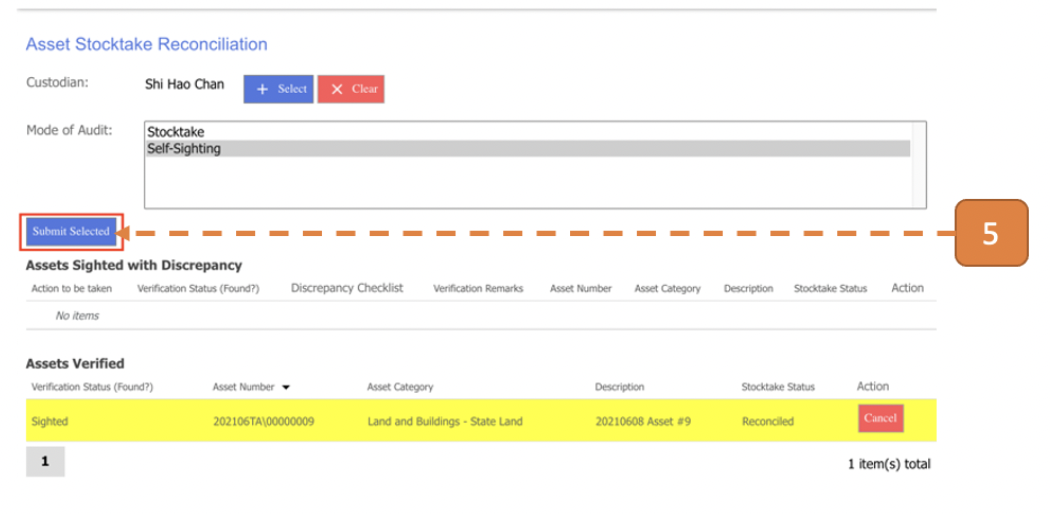 Asset Stocktake Reconciliation
Custodian: Shi Hao Chan + Select X Clear
Mode of Audit: Stocktake
Self-Sighting
Submit Selected 5
Assets Sighted with Discrepancy
Action to be taken Verification Status (Found?) Discrepancy Checklist Verification Remarks Asset Number Asset Category Description Stocktake Status Action
No items
Assets Verified
Verification Status (Found?) Asset Number Asset Category Description Stocktake Status Action
Sighted 202106TA\00000009 Land and Buildings - State Land 20210608 Asset #9 Reconciled Cancel
1 1 item(s) total